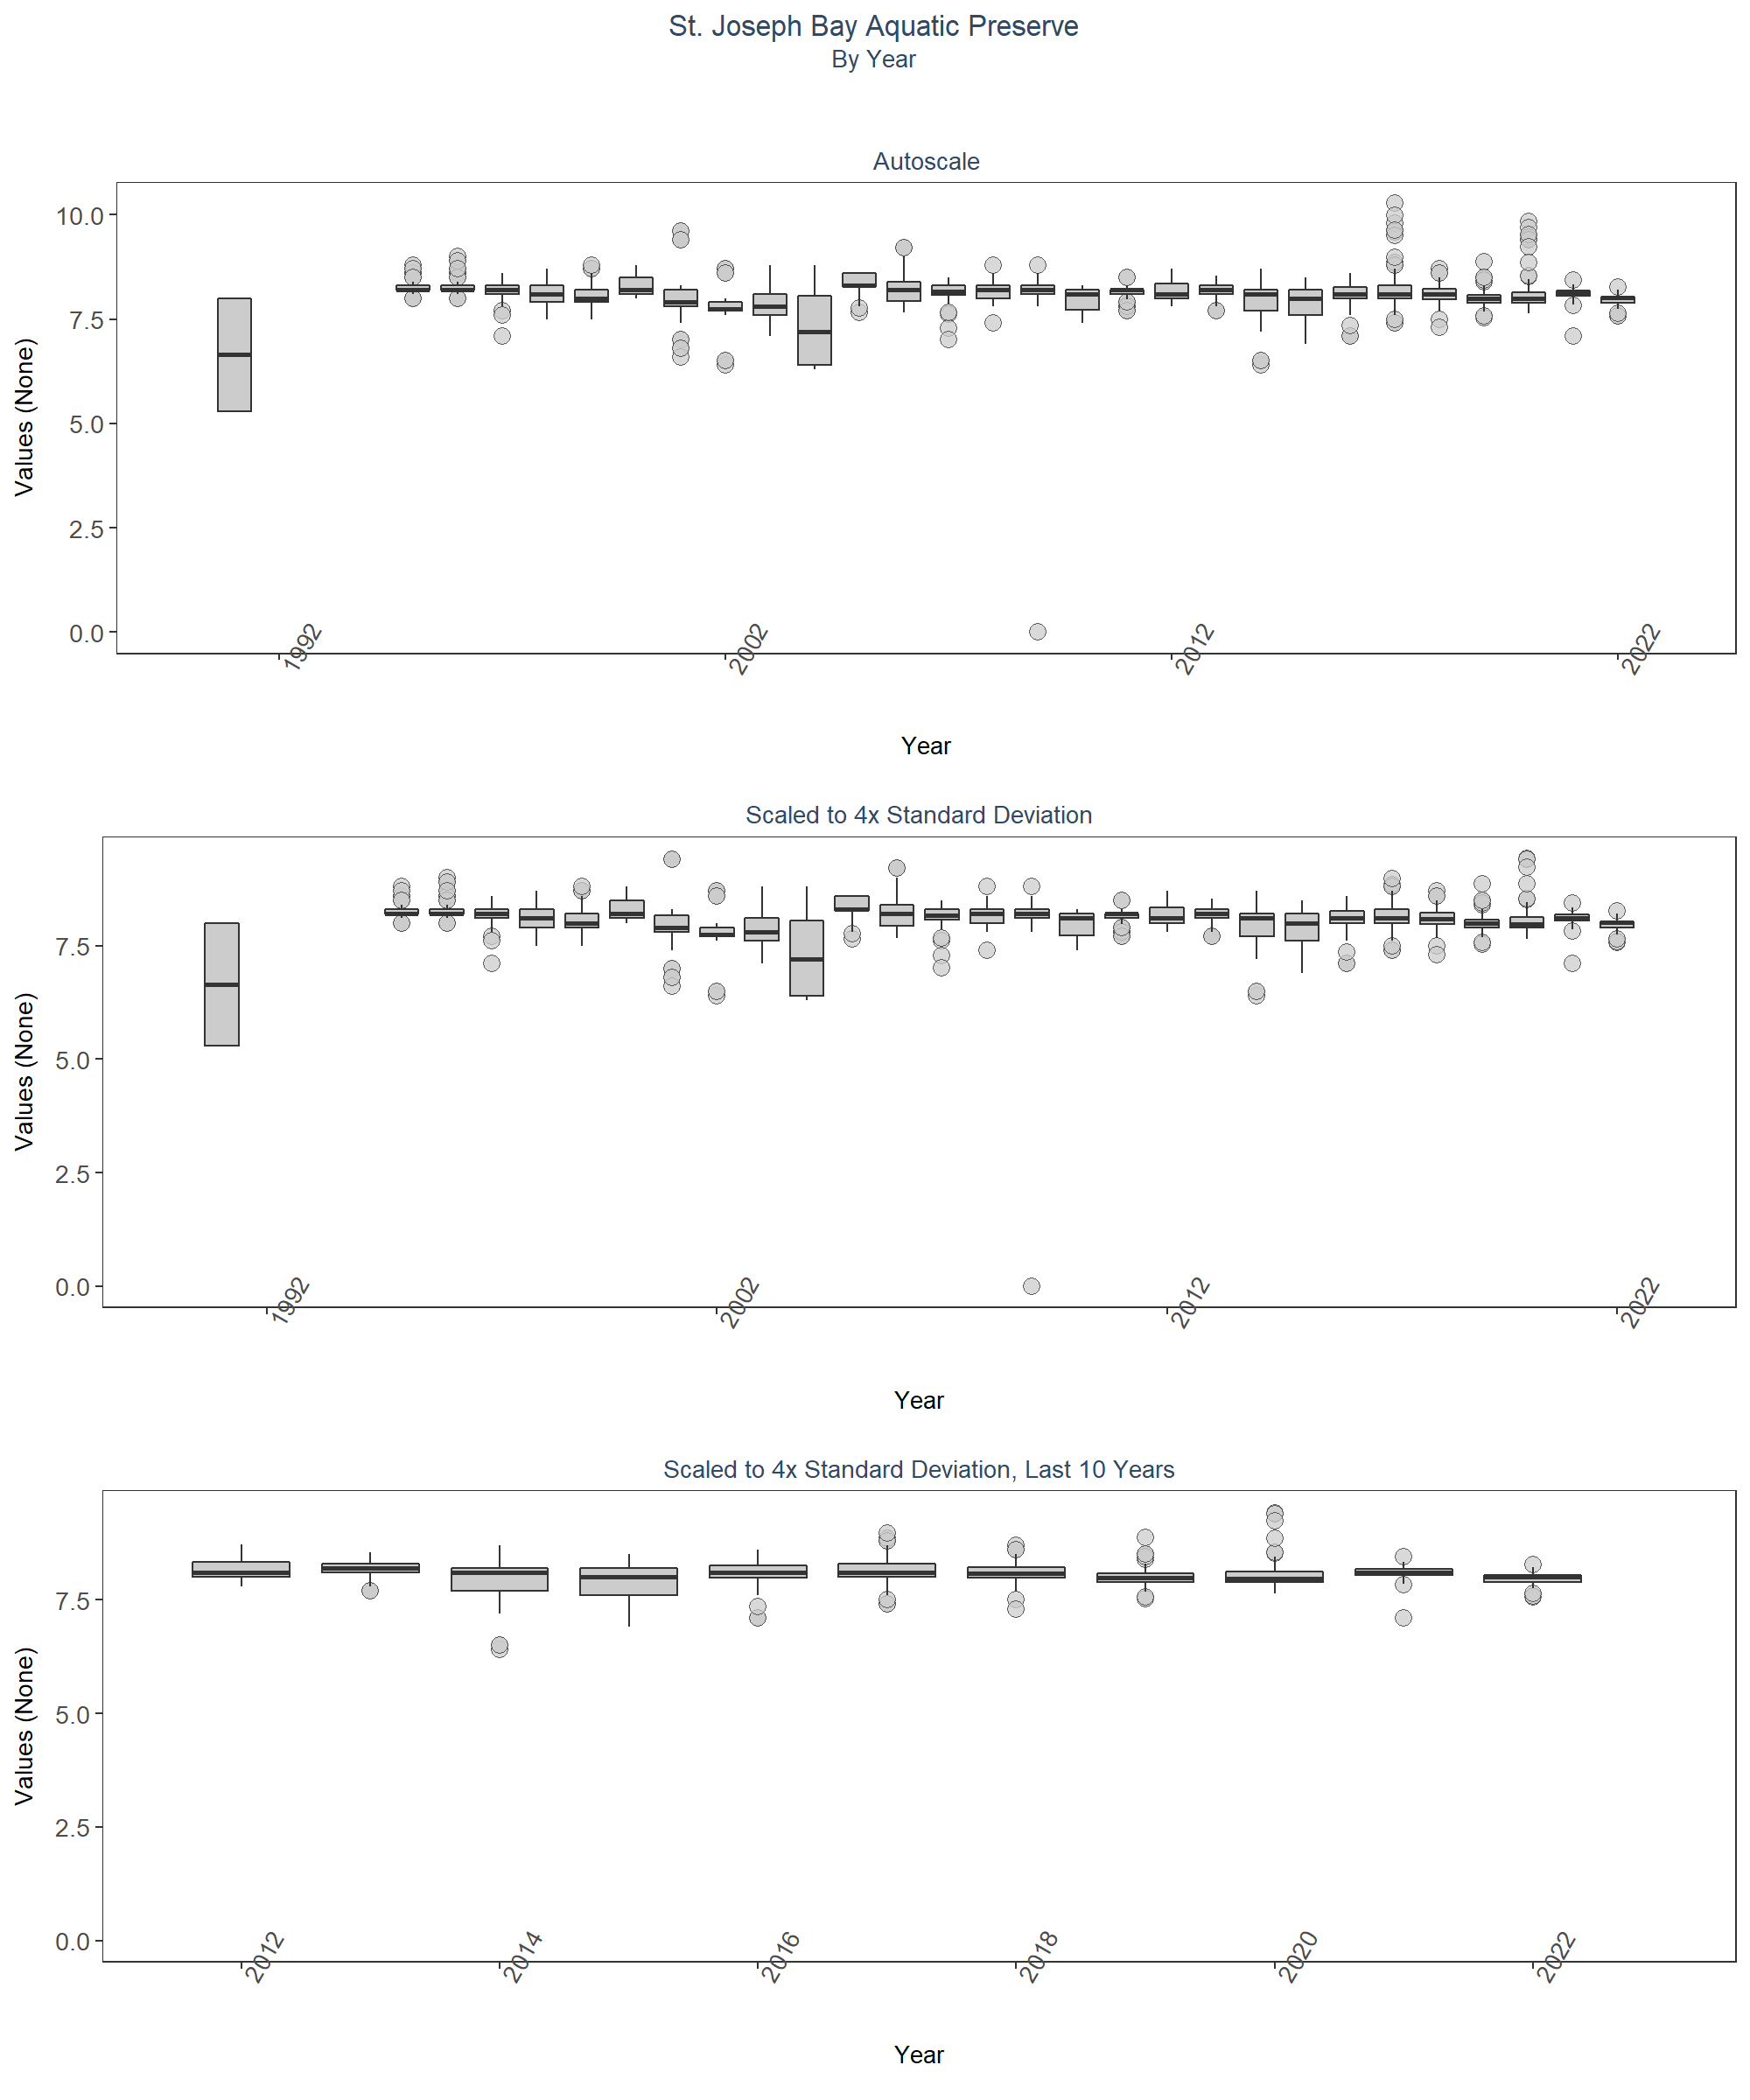 St. Joseph Bay Aquatic Preserve
By Year
Autoscale
Values (None)
10.0
7.5
5.0
2.5
0.0
1992
2002
2012
2022
Year
Scaled to 4x Standard Deviation
Values (None)
7.5
5.0
2.5
0.0
1992
2002
2012
2022
Year
Scaled to 4x Standard Deviation, Last 10 Years
Values (None)
7.5
5.0
2.5
0.0
2012
2014
2016
2018
2020
2022
Year